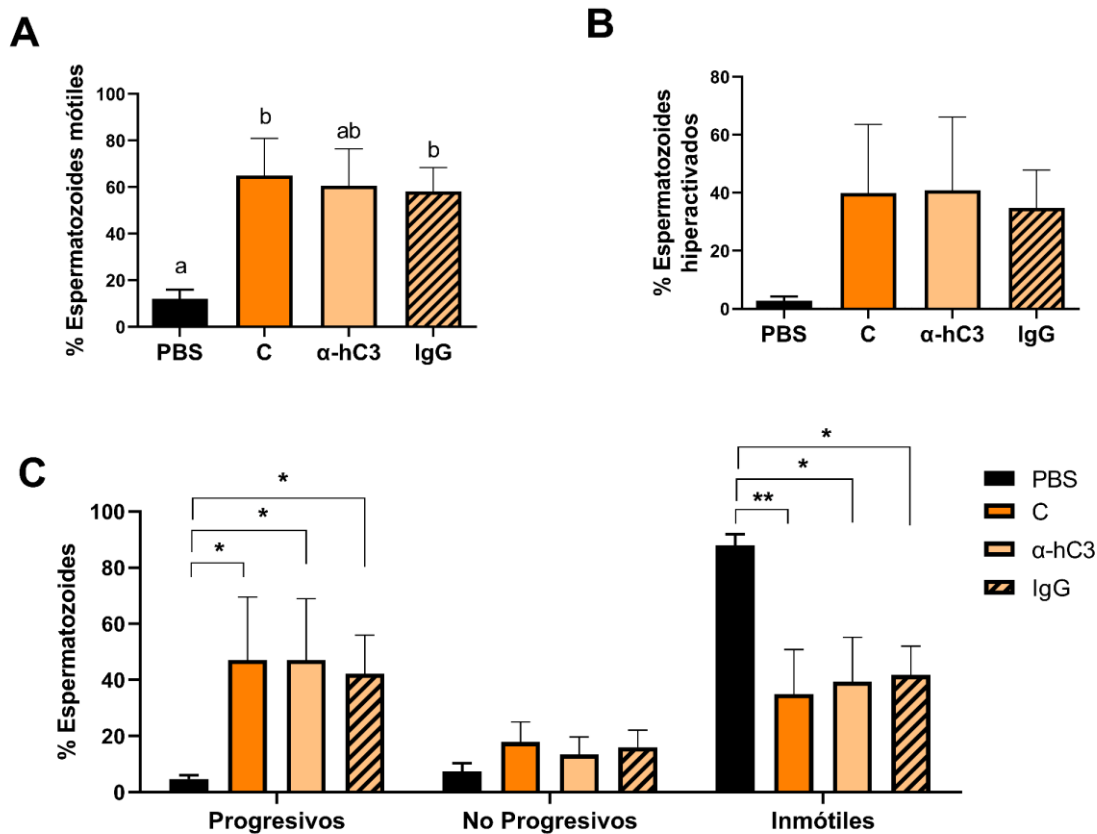 A
% Espermatozoides mótiles
100
80
60
40
20
0
a
b
ab
b
PBS
C
α-hC3
IgG
B
% Espermatozoides
hiperactivados
80
60
40
20
0
PBS
C
α-hC3
IgG
C
% Espermatozoides
100
80
60
40
20
0
*
*
*
*
*
**
Progresivos
No Progresivos
Inmótiles
PBS
C
α-hC3
IgG